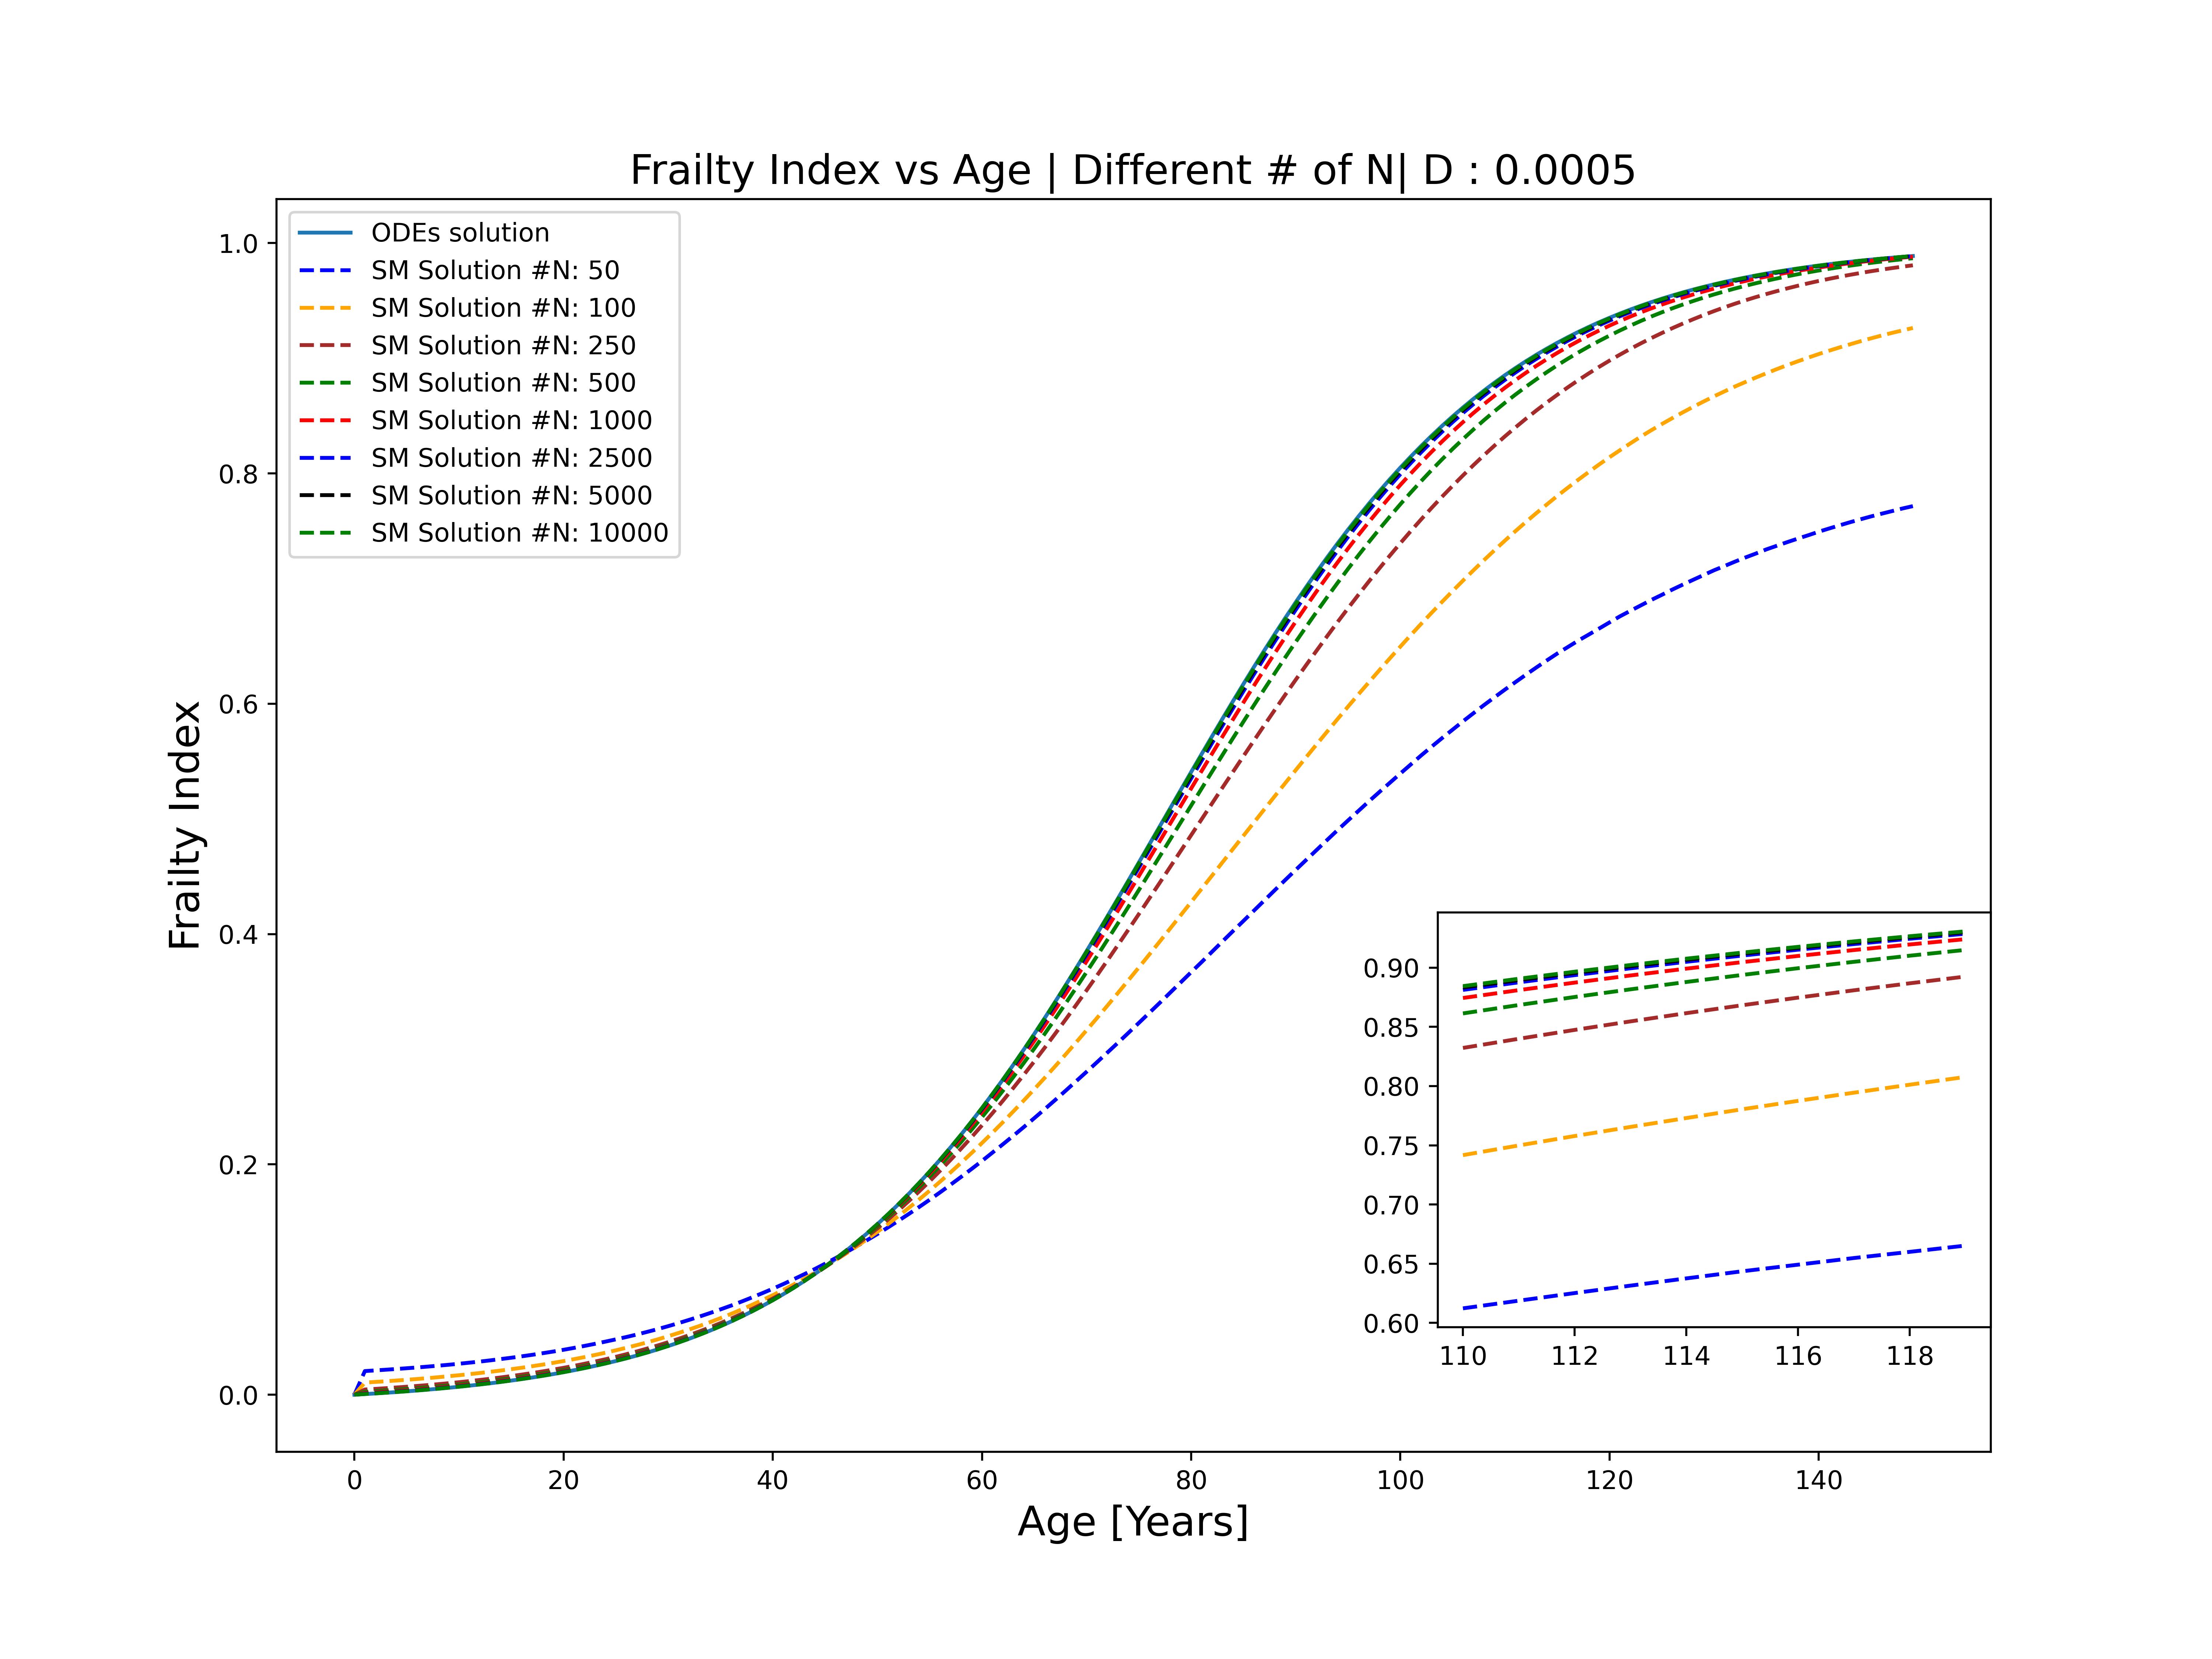 Frailty Index vs Age | Different # of N| D : 0.0005
ODEs solution
SM Solution #N: 50
SM Solution #N: 100
SM Solution #N: 250
SM Solution #N: 500
SM Solution #N: 1000
SM Solution #N: 2500
SM Solution #N: 5000
SM Solution #N: 10000
1.0
0.8
0.6
0.4
0.2
0.0
Frailty Index
0.90
0.85
0.80
0.75
0.70
0.65
0.60
110 112 114 116 118
0 20 40 60 80 100 120 140
Age [Years]